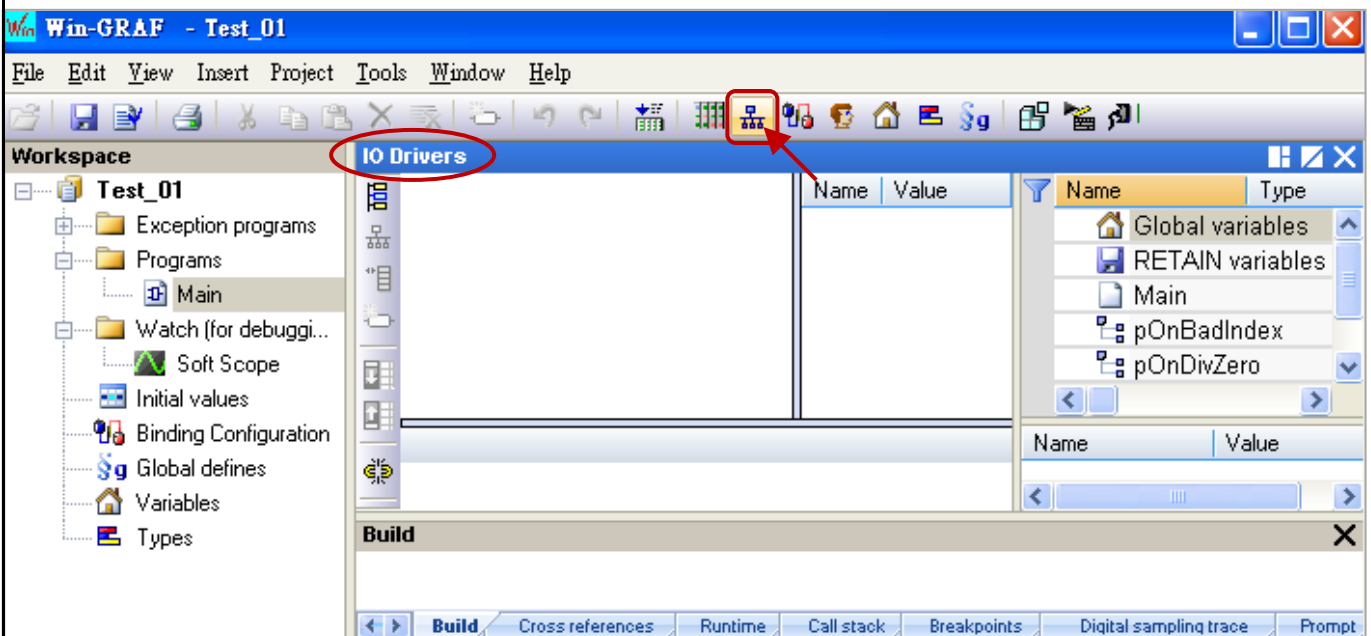 Win-GRAF - Test_01
File Edit View Insert Project Tools Window Help
Workspace
Test_01
Exception programs
Programs
Main
Watch (for debuggi...
Soft Scope
Initial values
Binding Configuration
Global defines
Variables
Types
IO Drivers
Name Value
Name Type
Global variables
RETAIN variables
Main
pOnBadIndex
pOnDivZero
Name Value
Build
Build Cross references Runtime Call stack Breakpoints Digital sampling trace Prompt